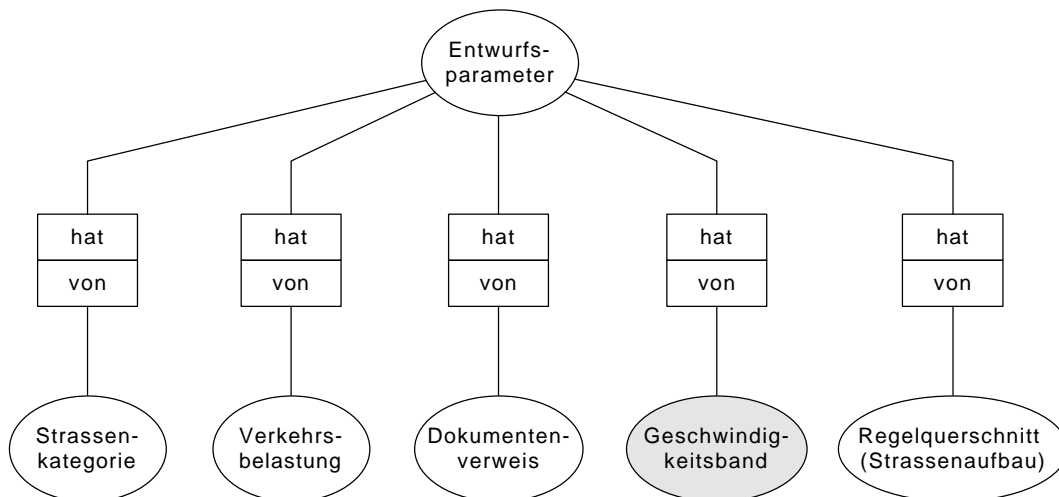 Entwurfs-
parameter
hat hat hat hat hat
von von von von von
Strassen-
kategorie
Verkehrs-
belastung
Dokumenten-
verweis
Geschwindig-
keitsband
Regelquerschnitt
(Strassenaufbau)